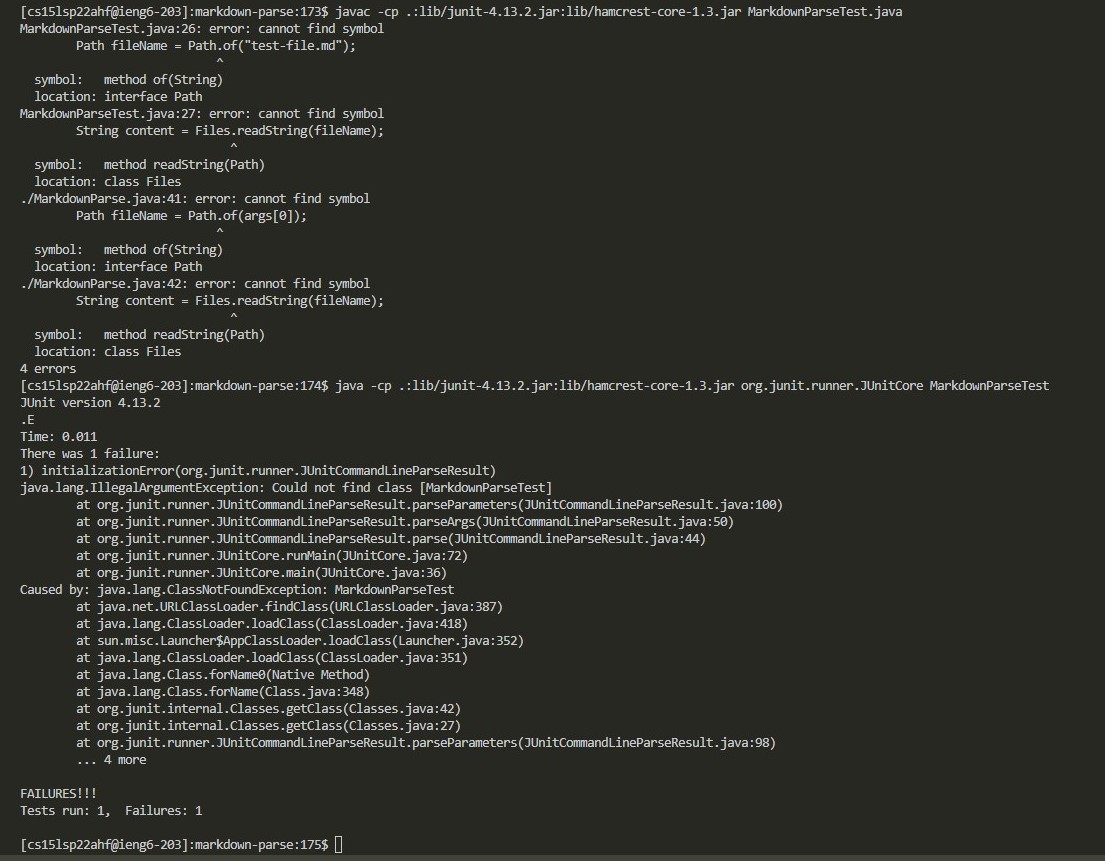 [cs15lsp22ahf@ieng6-203]:markdown-parse:173$ javac -cp .:lib/junit-4.13.2.jar:lib/hamcrest-core-1.3.jar MarkdownParseTest.java
MarkdownParseTest.java:26: error: cannot find symbol
        Path fileName = Path.of("test-file.md");
                            ^
  symbol:   method of(String)
  location: interface Path
MarkdownParseTest.java:27: error: cannot find symbol
        String content = Files.readString(fileName);
                              ^
  symbol:   method readString(Path)
  location: class Files
./MarkdownParse.java:41: error: cannot find symbol
        Path fileName = Path.of(args[0]);
                            ^
  symbol:   method of(String)
  location: interface Path
./MarkdownParse.java:42: error: cannot find symbol
        String content = Files.readString(fileName);
                              ^
  symbol:   method readString(Path)
  location: class Files
4 errors
[cs15lsp22ahf@ieng6-203]:markdown-parse:174$ java -cp .:lib/junit-4.13.2.jar:lib/hamcrest-core-1.3.jar org.junit.runner.JUnitCore MarkdownParseTest
JUnit version 4.13.2
.E
Time: 0.011
There was 1 failure:
1) initializationError(org.junit.runner.JUnitCommandLineParseResult)
java.lang.IllegalArgumentException: Could not find class [MarkdownParseTest]
        at org.junit.runner.JUnitCommandLineParseResult.parseParameters(JUnitCommandLineParseResult.java:100)
        at org.junit.runner.JUnitCommandLineParseResult.parseArgs(JUnitCommandLineParseResult.java:50)
        at org.junit.runner.JUnitCommandLineParseResult.parse(JUnitCommandLineParseResult.java:44)
        at org.junit.runner.JUnitCore.runMain(JUnitCore.java:72)
        at org.junit.runner.JUnitCore.main(JUnitCore.java:36)
Caused by: java.lang.ClassNotFoundException: MarkdownParseTest
        at java.net.URLClassLoader.findClass(URLClassLoader.java:387)
        at java.lang.ClassLoader.loadClass(ClassLoader.java:418)
        at sun.misc.Launcher$AppClassLoader.loadClass(Launcher.java:352)
        at java.lang.ClassLoader.loadClass(ClassLoader.java:351)
        at java.lang.Class.forName0(Native Method)
        at java.lang.Class.forName(Class.java:348)
        at org.junit.internal.Classes.getClass(Classes.java:42)
        at org.junit.internal.Classes.getClass(Classes.java:27)
        at org.junit.runner.JUnitCommandLineParseResult.parseParameters(JUnitCommandLineParseResult.java:98)
        ... 4 more

FAILURES!!!
Tests run: 1,  Failures: 1

[cs15lsp22ahf@ieng6-203]:markdown-parse:175$